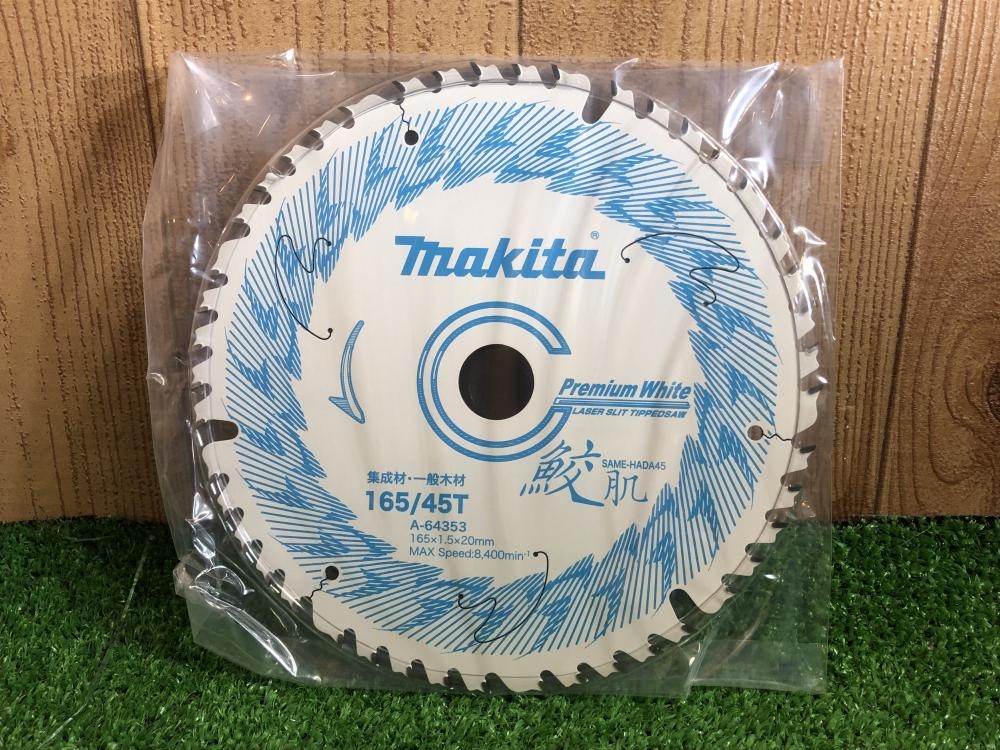 makita®
Premium White
LASER SLIT TIPPEDSAW
鮫肌
SAME-HADA45
集成材・一般木材
165/45T
A-64353
165×1.5×20mm
MAX Speed:8,400min⁻¹